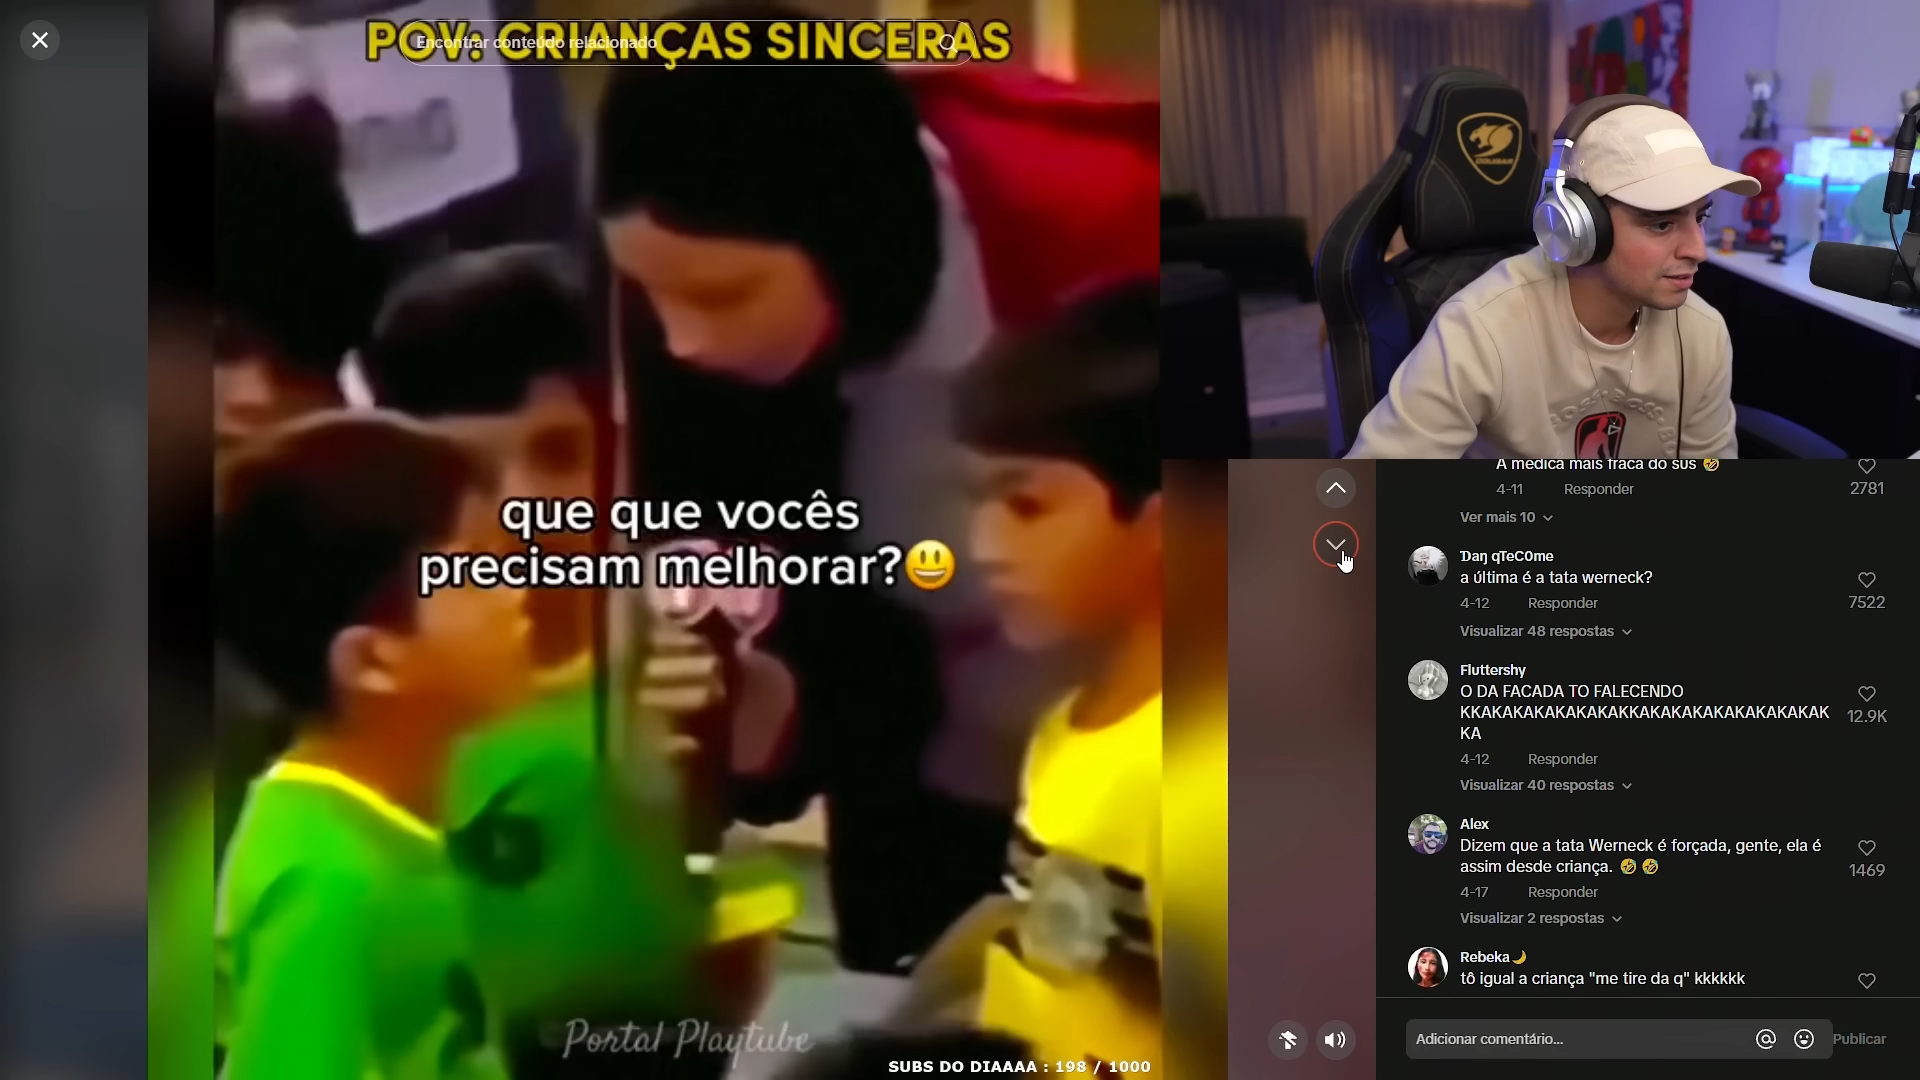 POV: CRIANÇAS SINCERAS
Encontrar conteúdo relacionado
que que vocês
precisam melhorar?😃
Portal Playtube
SUBS DO DIAAAA : 198 / 1000
COUGAR
A médica mais fraca do sus 🤣
4-11 Responder
2781
Ver mais 10
Daŋ qTeC0me
a última é a tata werneck?
4-12 Responder
7522
Visualizar 48 respostas
Fluttershy
O DA FACADA TO FALECENDO
KKAKAKAKAKAKAKKAKAKAKAKAKAKAKAKAK
KA
12.9K
4-12 Responder
Visualizar 40 respostas
Alex
Dizem que a tata Werneck é forçada, gente, ela é
assim desde criança. 🤣 🤣
1469
4-17 Responder
Visualizar 2 respostas
Rebeka🌙
tô igual a criança "me tire da q" kkkkkk
Adicionar comentário...
Publicar